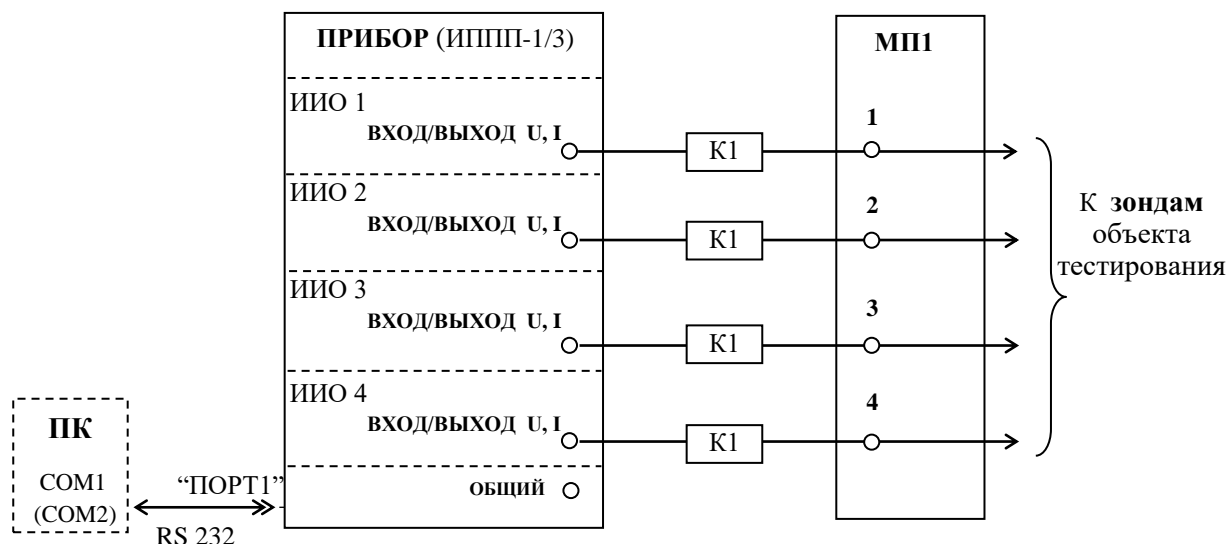 ПРИБОР (ИППП-1/3)
МП1
ИИО 1
ВХОД/ВЫХОД U, I
К1
1
ИИО 2
ВХОД/ВЫХОД U, I
К1
2
К зондам
объекта
тестирования
ИИО 3
ВХОД/ВЫХОД U, I
К1
3
ИИО 4
ВХОД/ВЫХОД U, I
К1
4
ПК
COM1
(COM2)
“ПОРТ1”
RS 232
ОБЩИЙ